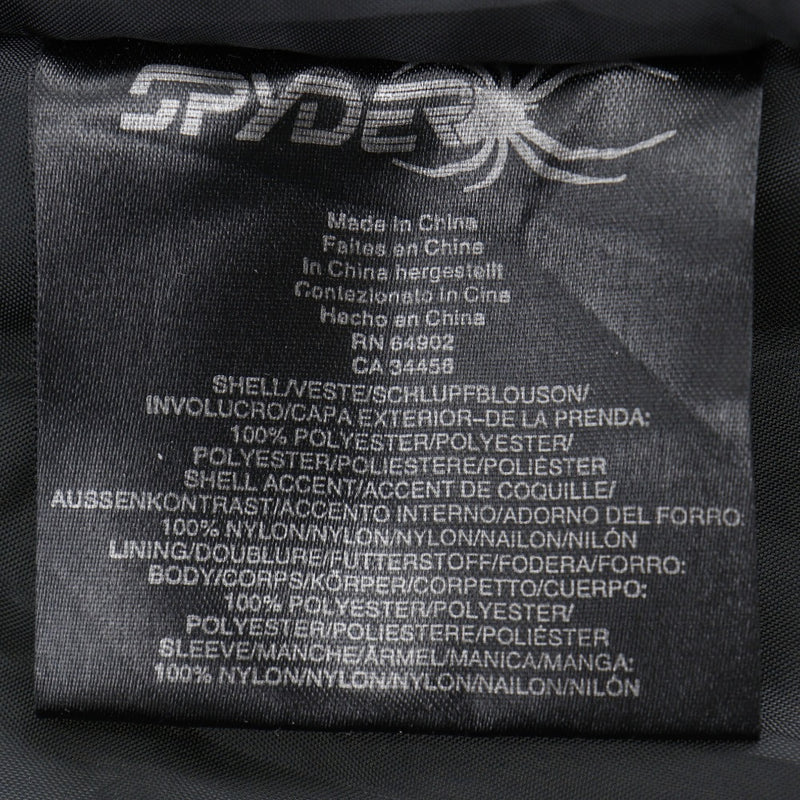 SPYDER
Made in China
Faites en Chine
In China hergestellt
Confezionato in Cina
Hecho en China
RN 64902
CA 34456
SHELL/VESTE/SCHLUPFBLOUSON/
INVOLUCRO/CAPA EXTERIOR-DE LA PRENDA:
100% POLYESTER/POLYESTER/
POLYESTER/POLIESTERE/POLIÉSTER
SHELL ACCENT/ACCENT DE COQUILLE/
AUSSENKONTRAST/ACCENTO INTERNO/ADORNO DEL FORRO:
100% NYLON/NYLON/NYLON/NAILON/NILÓN
LINING/DOUBLURE/FUTTERSTOFF/FODERA/FORRO:
BODY/CORPS/KÖRPER/CORPETTO/CUERPO:
100% POLYESTER/POLYESTER/
POLYESTER/POLIESTERE/POLIÉSTER
SLEEVE/MANCHE/ÄRMEL/MANICA/MANGA:
100% NYLON/NYLON/NYLON/NAILON/NILÓN